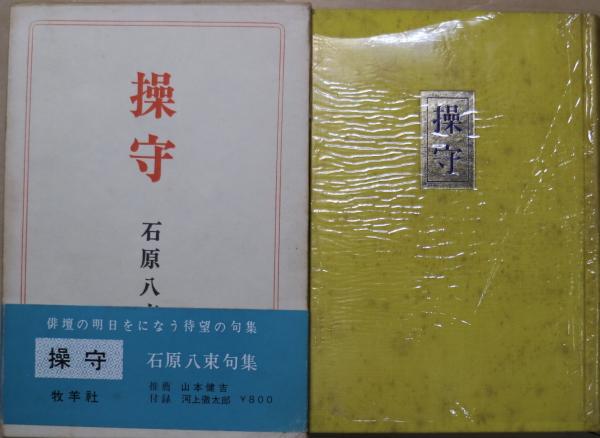 操守
石原八
俳壇の明日をになう待望の句集
操守
石原八束句集
牧羊社
推薦 山本健吉
付録 河上徹太郎 ¥800
操守